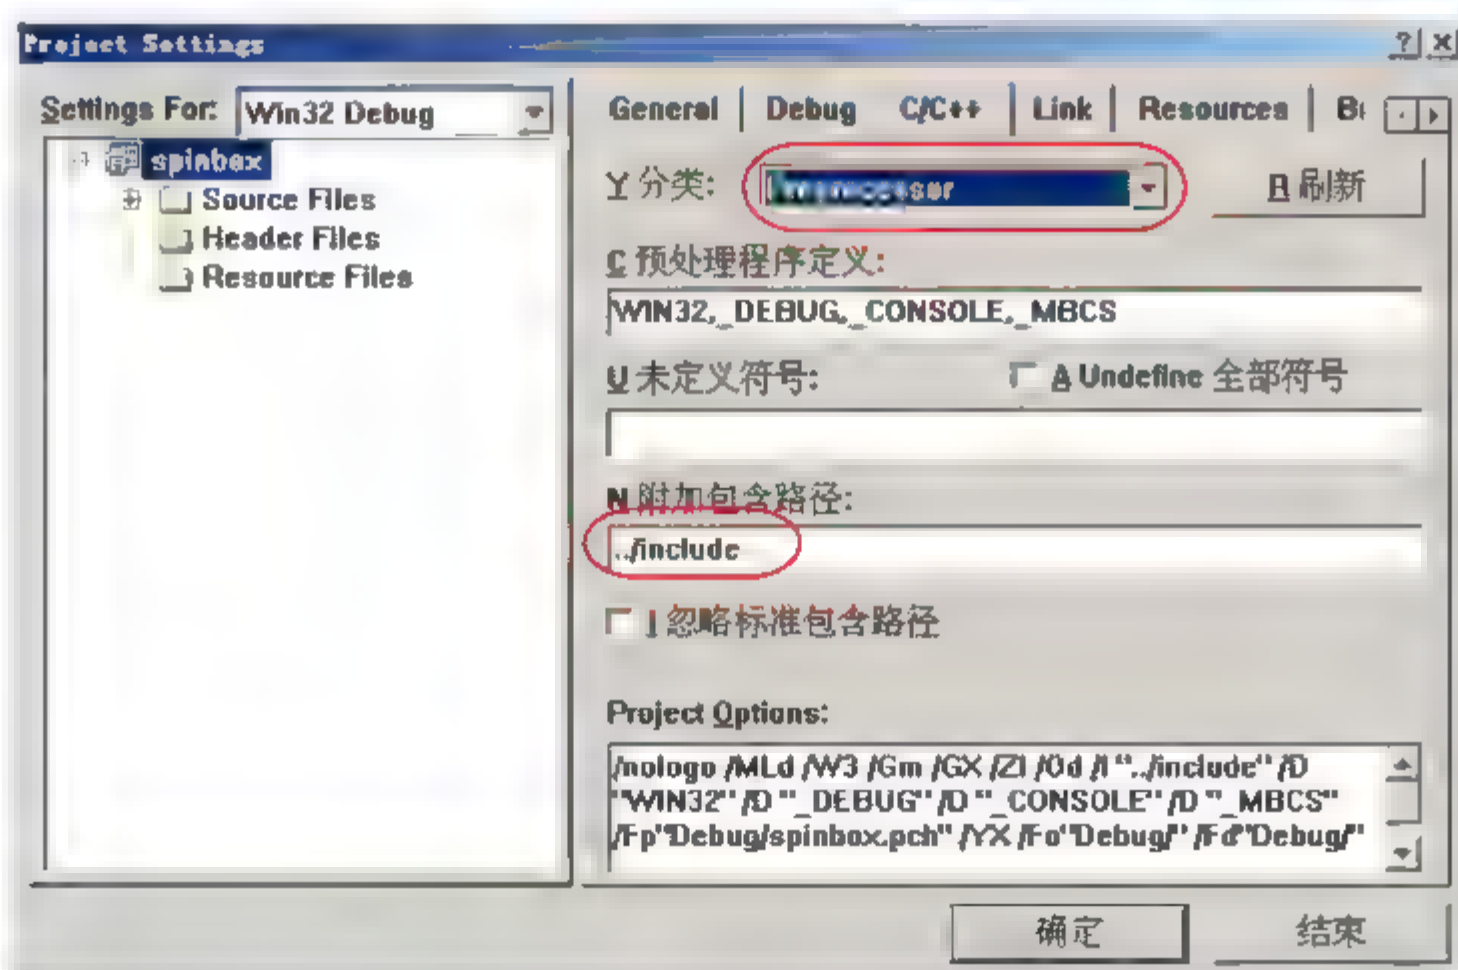 Project Settings
Settings For: Win32 Debug
spinbox
Source Files
Header Files
Resource Files
General Debug C/C++ Link Resources
Y 分类:
R 刷新
C 预处理程序定义:
WIN32,_DEBUG,_CONSOLE,_MBCS
U 未定义符号:
A Undefine 全部符号
N 附加包含路径:
../include
I 忽略标准包含路径
Project Options:
/nologo /MLd /W3 /Gm /GX /ZI /Od /I "../include" /D
"WIN32" /D "_DEBUG" /D "_CONSOLE" /D "_MBCS"
/Fp"Debug/spinbox.pch" /YX /Fo"Debug/" /Fd"Debug/"
确定
结束